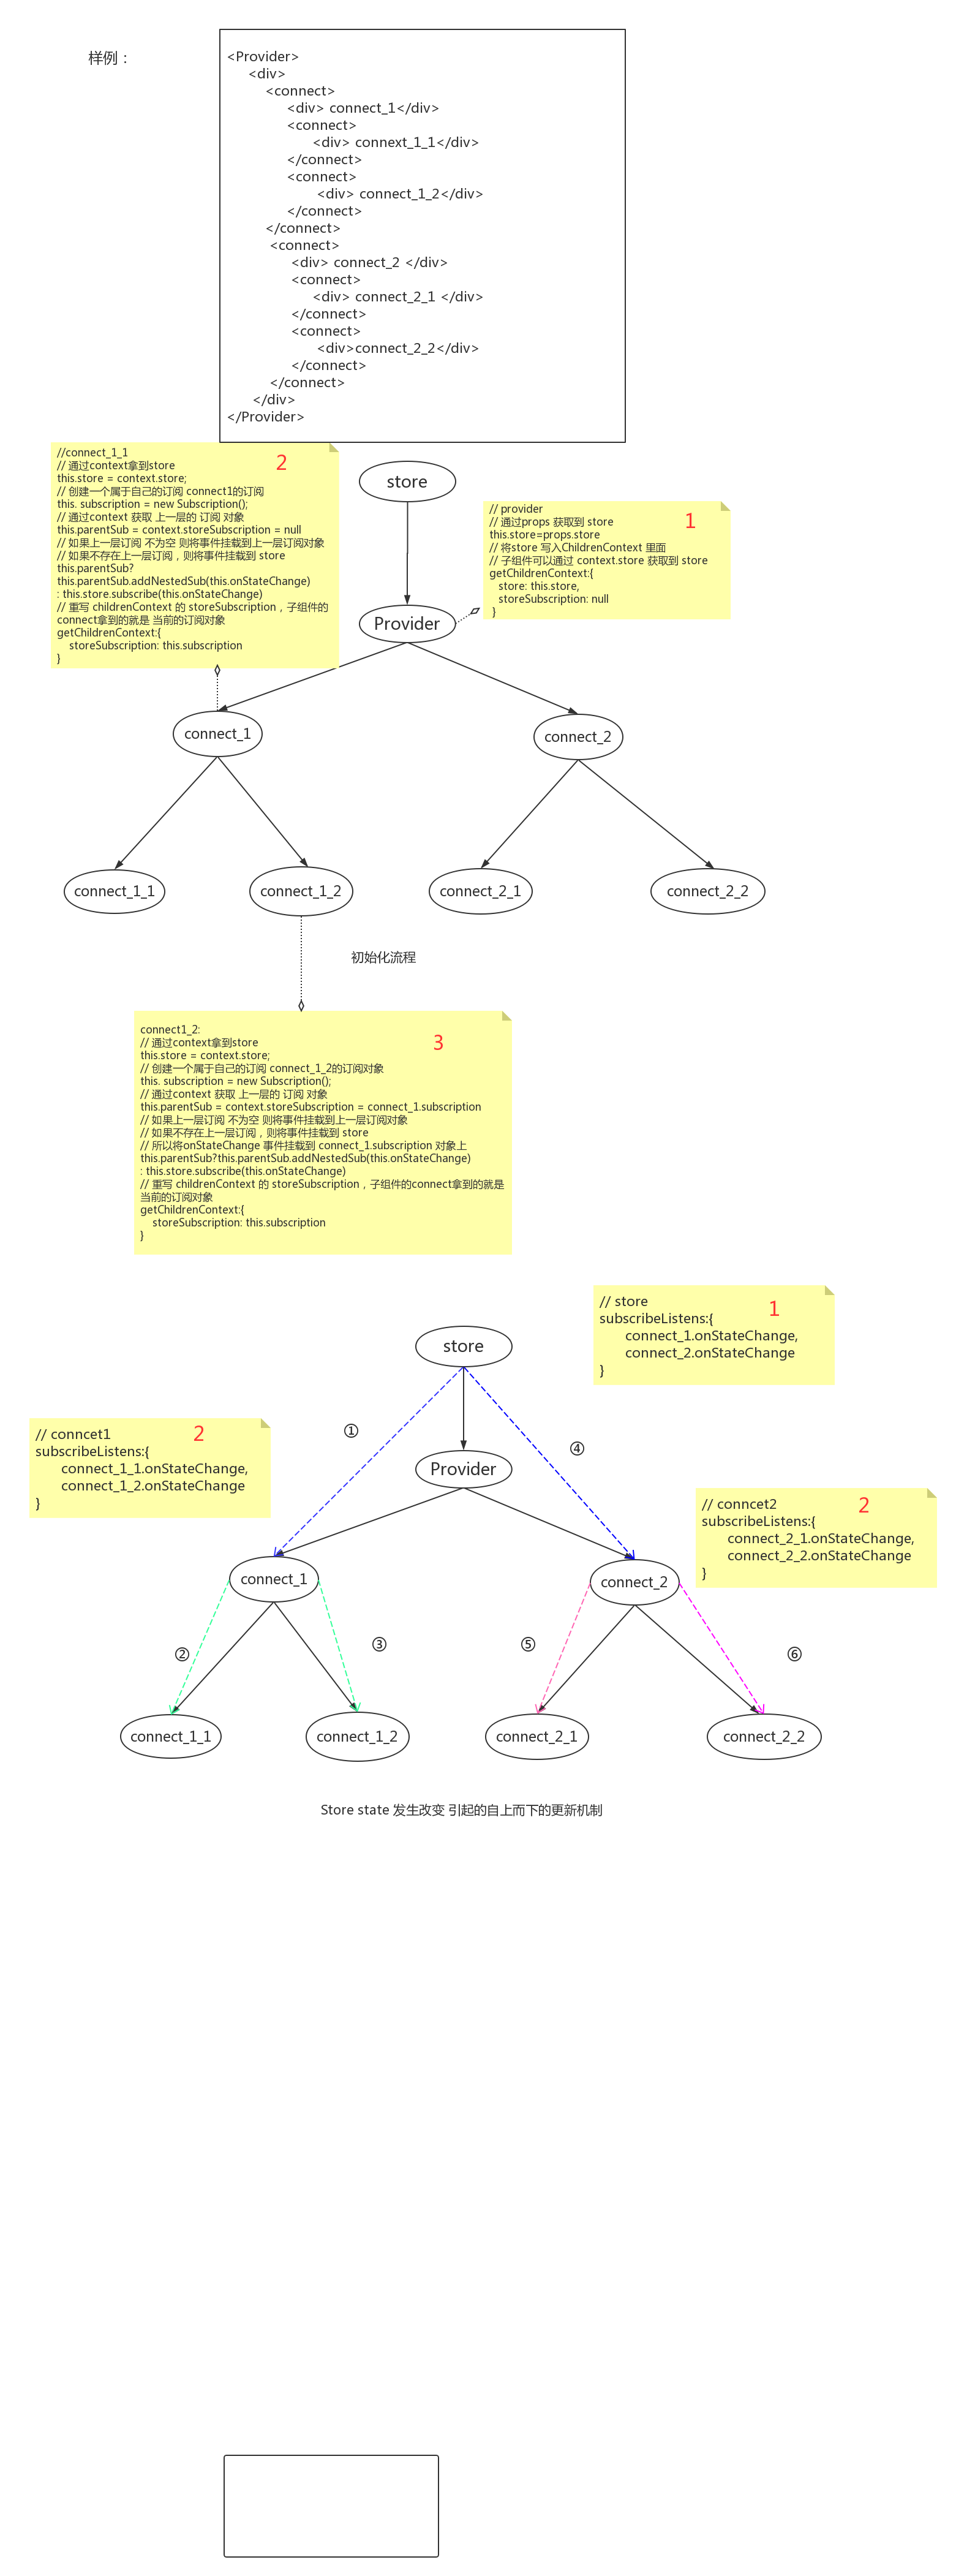 样例：
<Provider>
<div>
<connect>
<div> connect_1</div>
<connect>
<div> connext_1_1</div>
</connect>
<connect>
<div> connect_1_2</div>
</connect>
</connect>
<connect>
<div> connect_2 </div>
<connect>
<div> connect_2_1 </div>
</connect>
<connect>
<div>connect_2_2</div>
</connect>
</connect>
</div>
</Provider>
//connect_1_1
2
// 通过context拿到store
this.store = context.store;
// 创建一个属于自己的订阅 connect1的订阅
this. subscription = new Subscription();
// 通过context 获取 上一层的 订阅 对象
this.parentSub = context.storeSubscription = null
// 如果上一层订阅 不为空 则将事件挂载到上一层订阅对象
// 如果不存在上一层订阅，则将事件挂载到 store
this.parentSub?
this.parentSub.addNestedSub(this.onStateChange)
: this.store.subscribe(this.onStateChange)
// 重写 childrenContext 的 storeSubscription，子组件的
connect拿到的就是 当前的订阅对象
getChildrenContext:{
storeSubscription: this.subscription
}
store
// provider
1
// 通过props 获取到 store
this.store=props.store
// 将store 写入ChildrenContext 里面
// 子组件可以通过 context.store 获取到 store
getChildrenContext:{
store: this.store,
storeSubscription: null
}
Provider
connect_1
connect_2
connect_1_1
connect_1_2
connect_2_1
connect_2_2
初始化流程
connect1_2:
3
// 通过context拿到store
this.store = context.store;
// 创建一个属于自己的订阅 connect_1_2的订阅对象
this. subscription = new Subscription();
// 通过context 获取 上一层的 订阅 对象
this.parentSub = context.storeSubscription = connect_1.subscription
// 如果上一层订阅 不为空 则将事件挂载到上一层订阅对象
// 如果不存在上一层订阅，则将事件挂载到 store
// 所以将onStateChange 事件挂载到 connect_1.subscription 对象上
this.parentSub?this.parentSub.addNestedSub(this.onStateChange)
: this.store.subscribe(this.onStateChange)
// 重写 childrenContext 的 storeSubscription，子组件的connect拿到的就是
当前的订阅对象
getChildrenContext:{
storeSubscription: this.subscription
}
// store
1
subscribeListens:{
connect_1.onStateChange,
connect_2.onStateChange
}
store
①
④
// conncet1
2
subscribeListens:{
connect_1_1.onStateChange,
connect_1_2.onStateChange
}
Provider
// conncet2
2
subscribeListens:{
connect_2_1.onStateChange,
connect_2_2.onStateChange
}
connect_1
connect_2
②
③
⑤
⑥
connect_1_1
connect_1_2
connect_2_1
connect_2_2
Store state 发生改变 引起的自上而下的更新机制